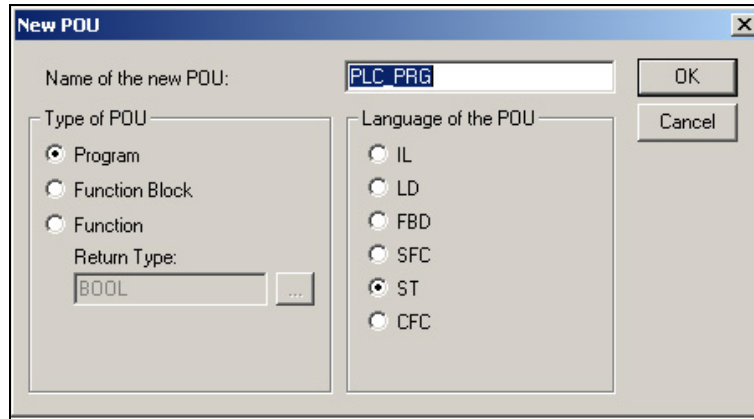 New POU
Name of the new POU:
PLC_PRG
OK
Cancel
Type of POU
Program
Function Block
Function
Return Type:
BOOL
...
Language of the POU
IL
LD
FBD
SFC
ST
CFC